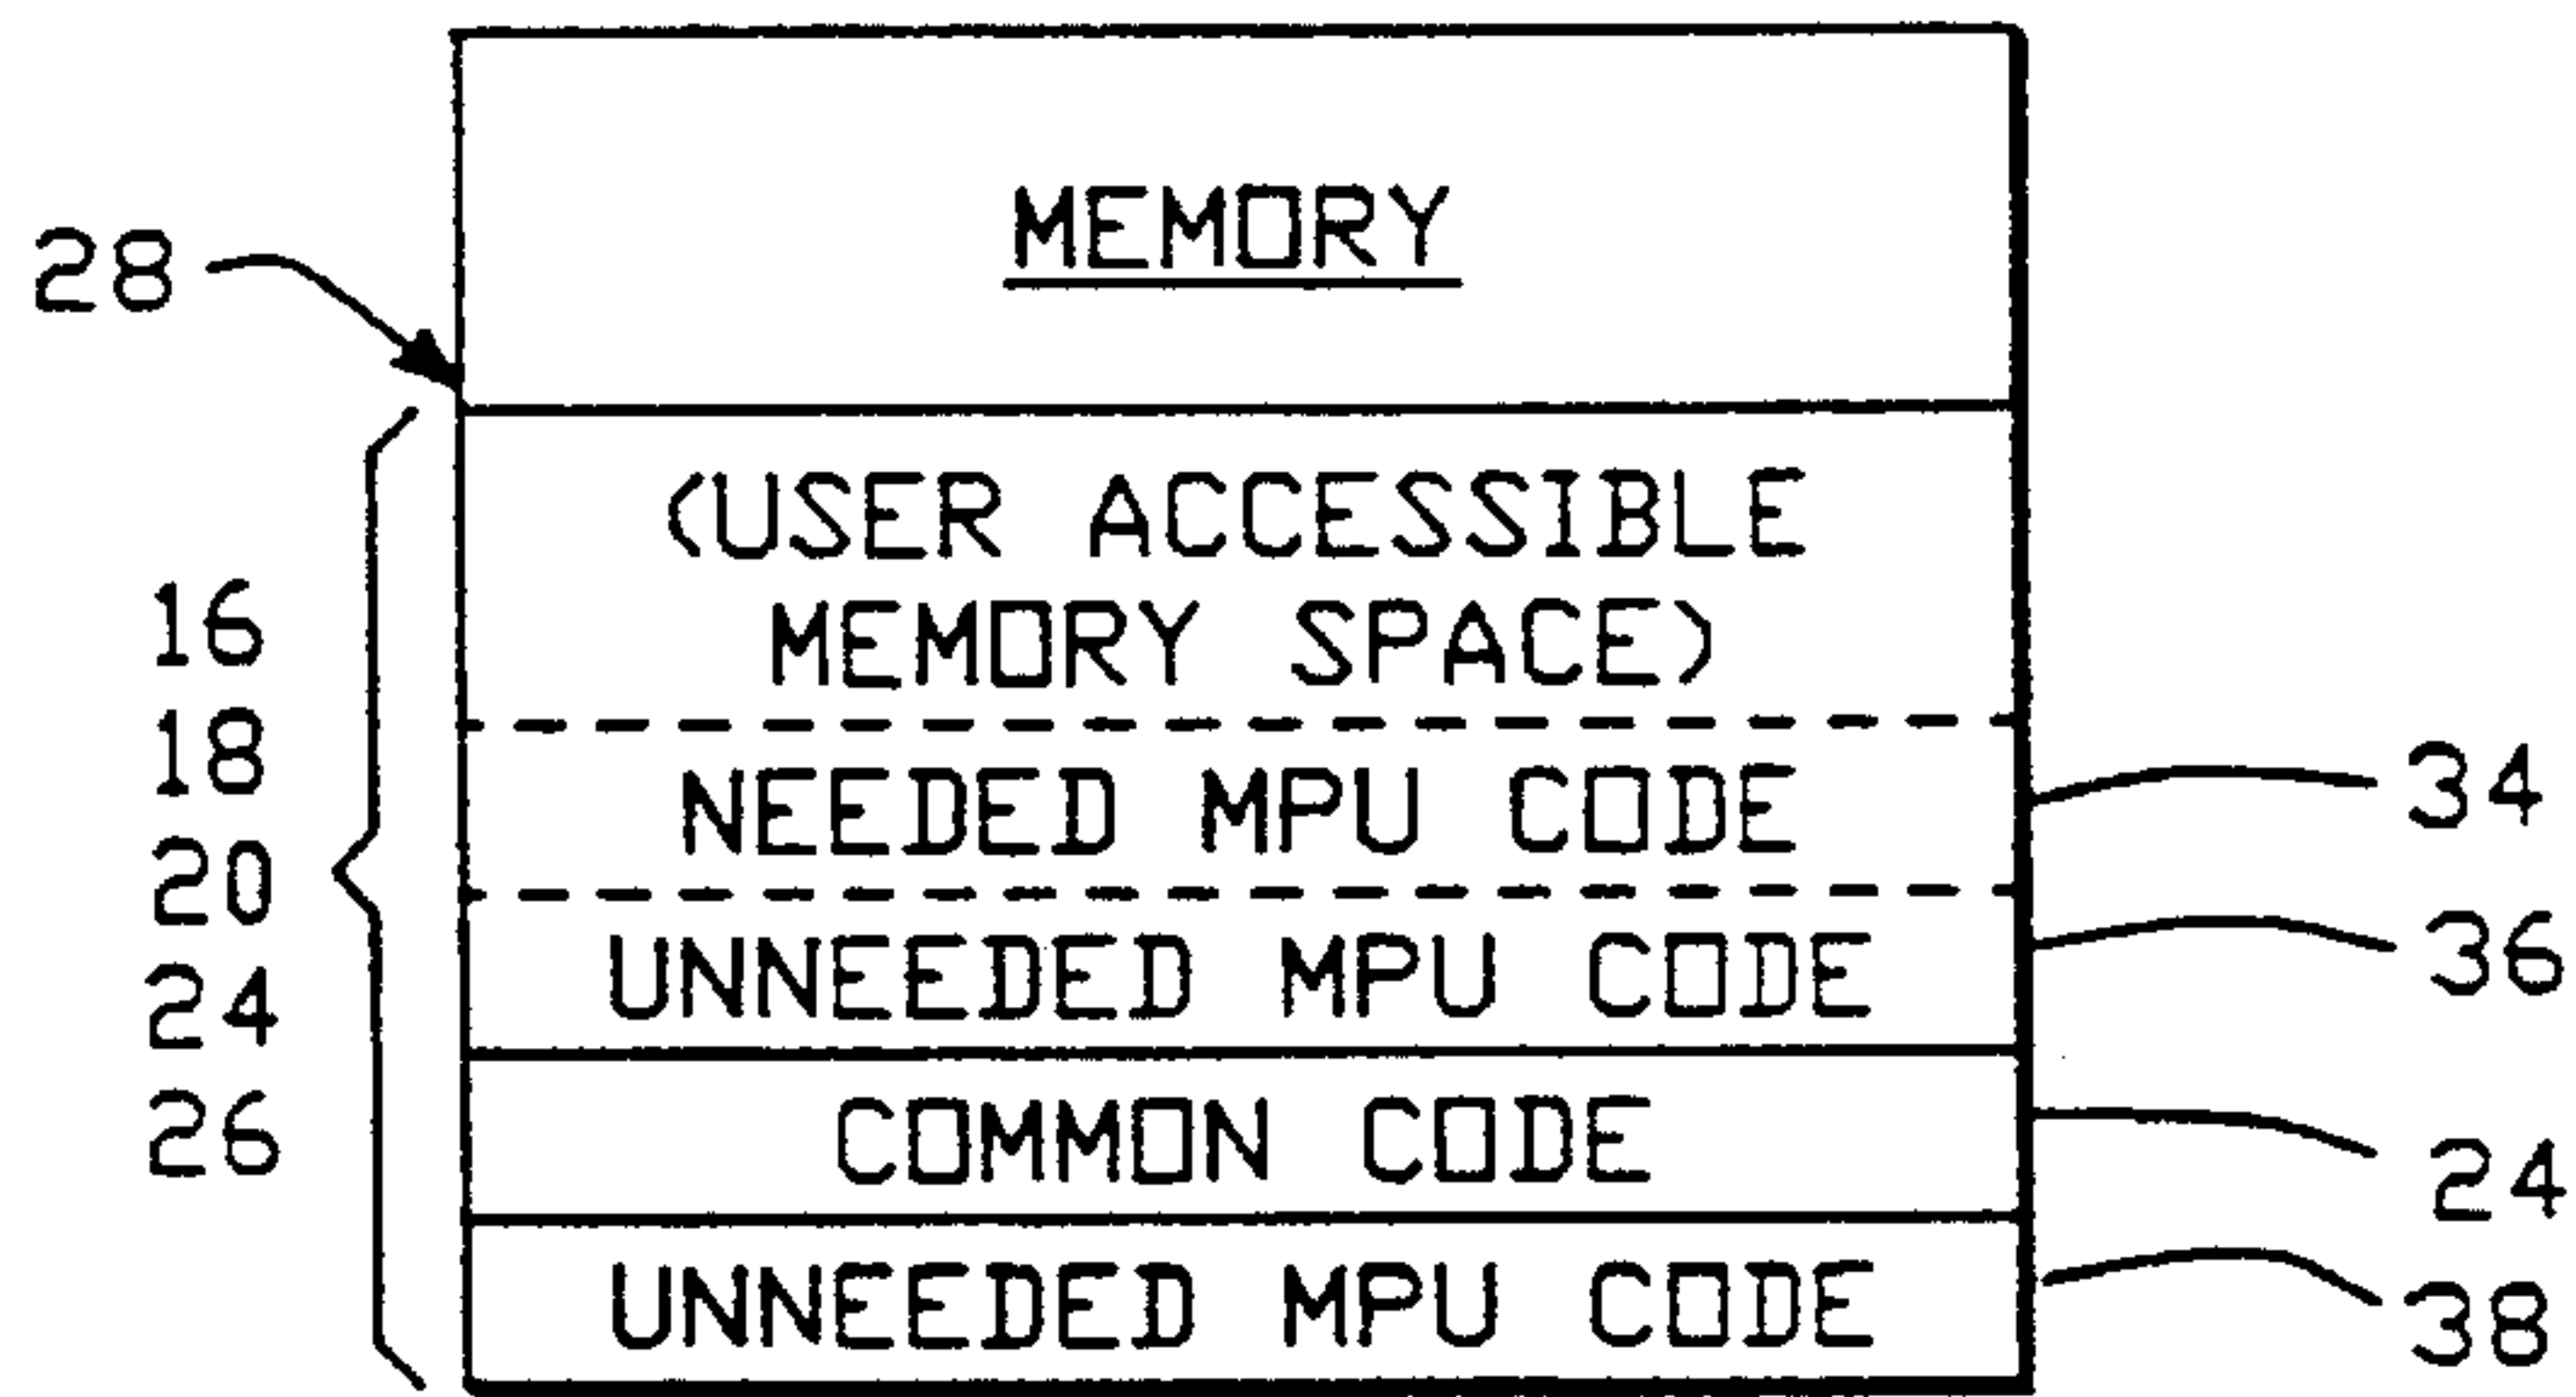 MEMORY
28
(USER ACCESSIBLE
MEMORY SPACE)
16
18
20
24
26
NEEDED MPU CODE
34
UNNEEDED MPU CODE
36
COMMON CODE
24
UNNEEDED MPU CODE
38